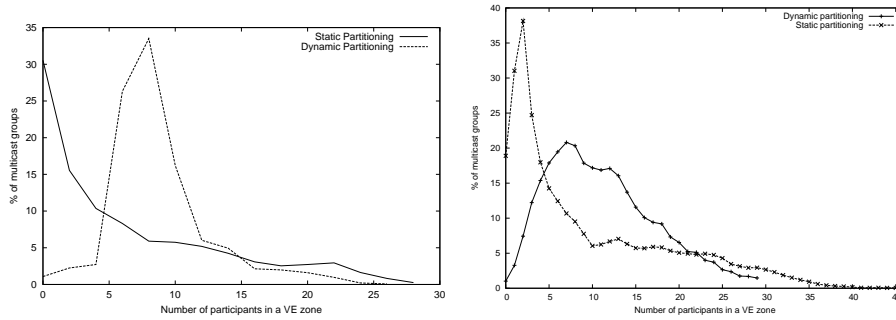 35
30
25
20
15
10
5
0
% of multicast groups
Static Partitioning
Dynamic Partitioning
0 5 10 15 20 25 30
Number of participants in a VE zone
40
35
30
25
20
15
10
5
0
% of multicast groups
Dynamic partitioning
Static partitioning
0 5 10 15 20 25 30 35 40 45
Number of participants in a VE zone